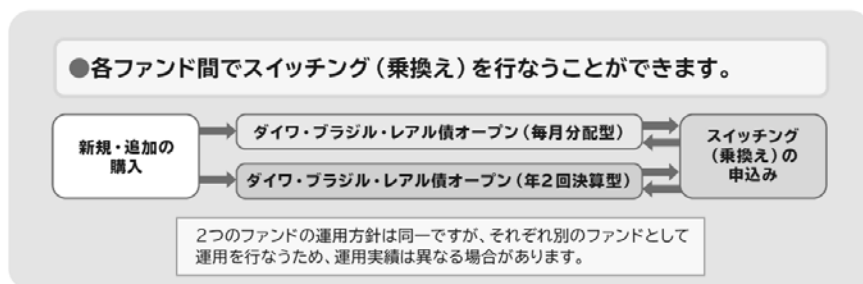 ●各ファンド間でスイッチング（乗換え）を行なうことができます。
新規・追加の
購入
ダイワ・ブラジル・レアル債オープン（毎月分配型）
ダイワ・ブラジル・レアル債オープン（年２回決算型）
スイッチング
（乗換え）の
申込み
２つのファンドの運用方針は同一ですが、それぞれ別のファンドとして
運用を行なうため、運用実績は異なる場合があります。